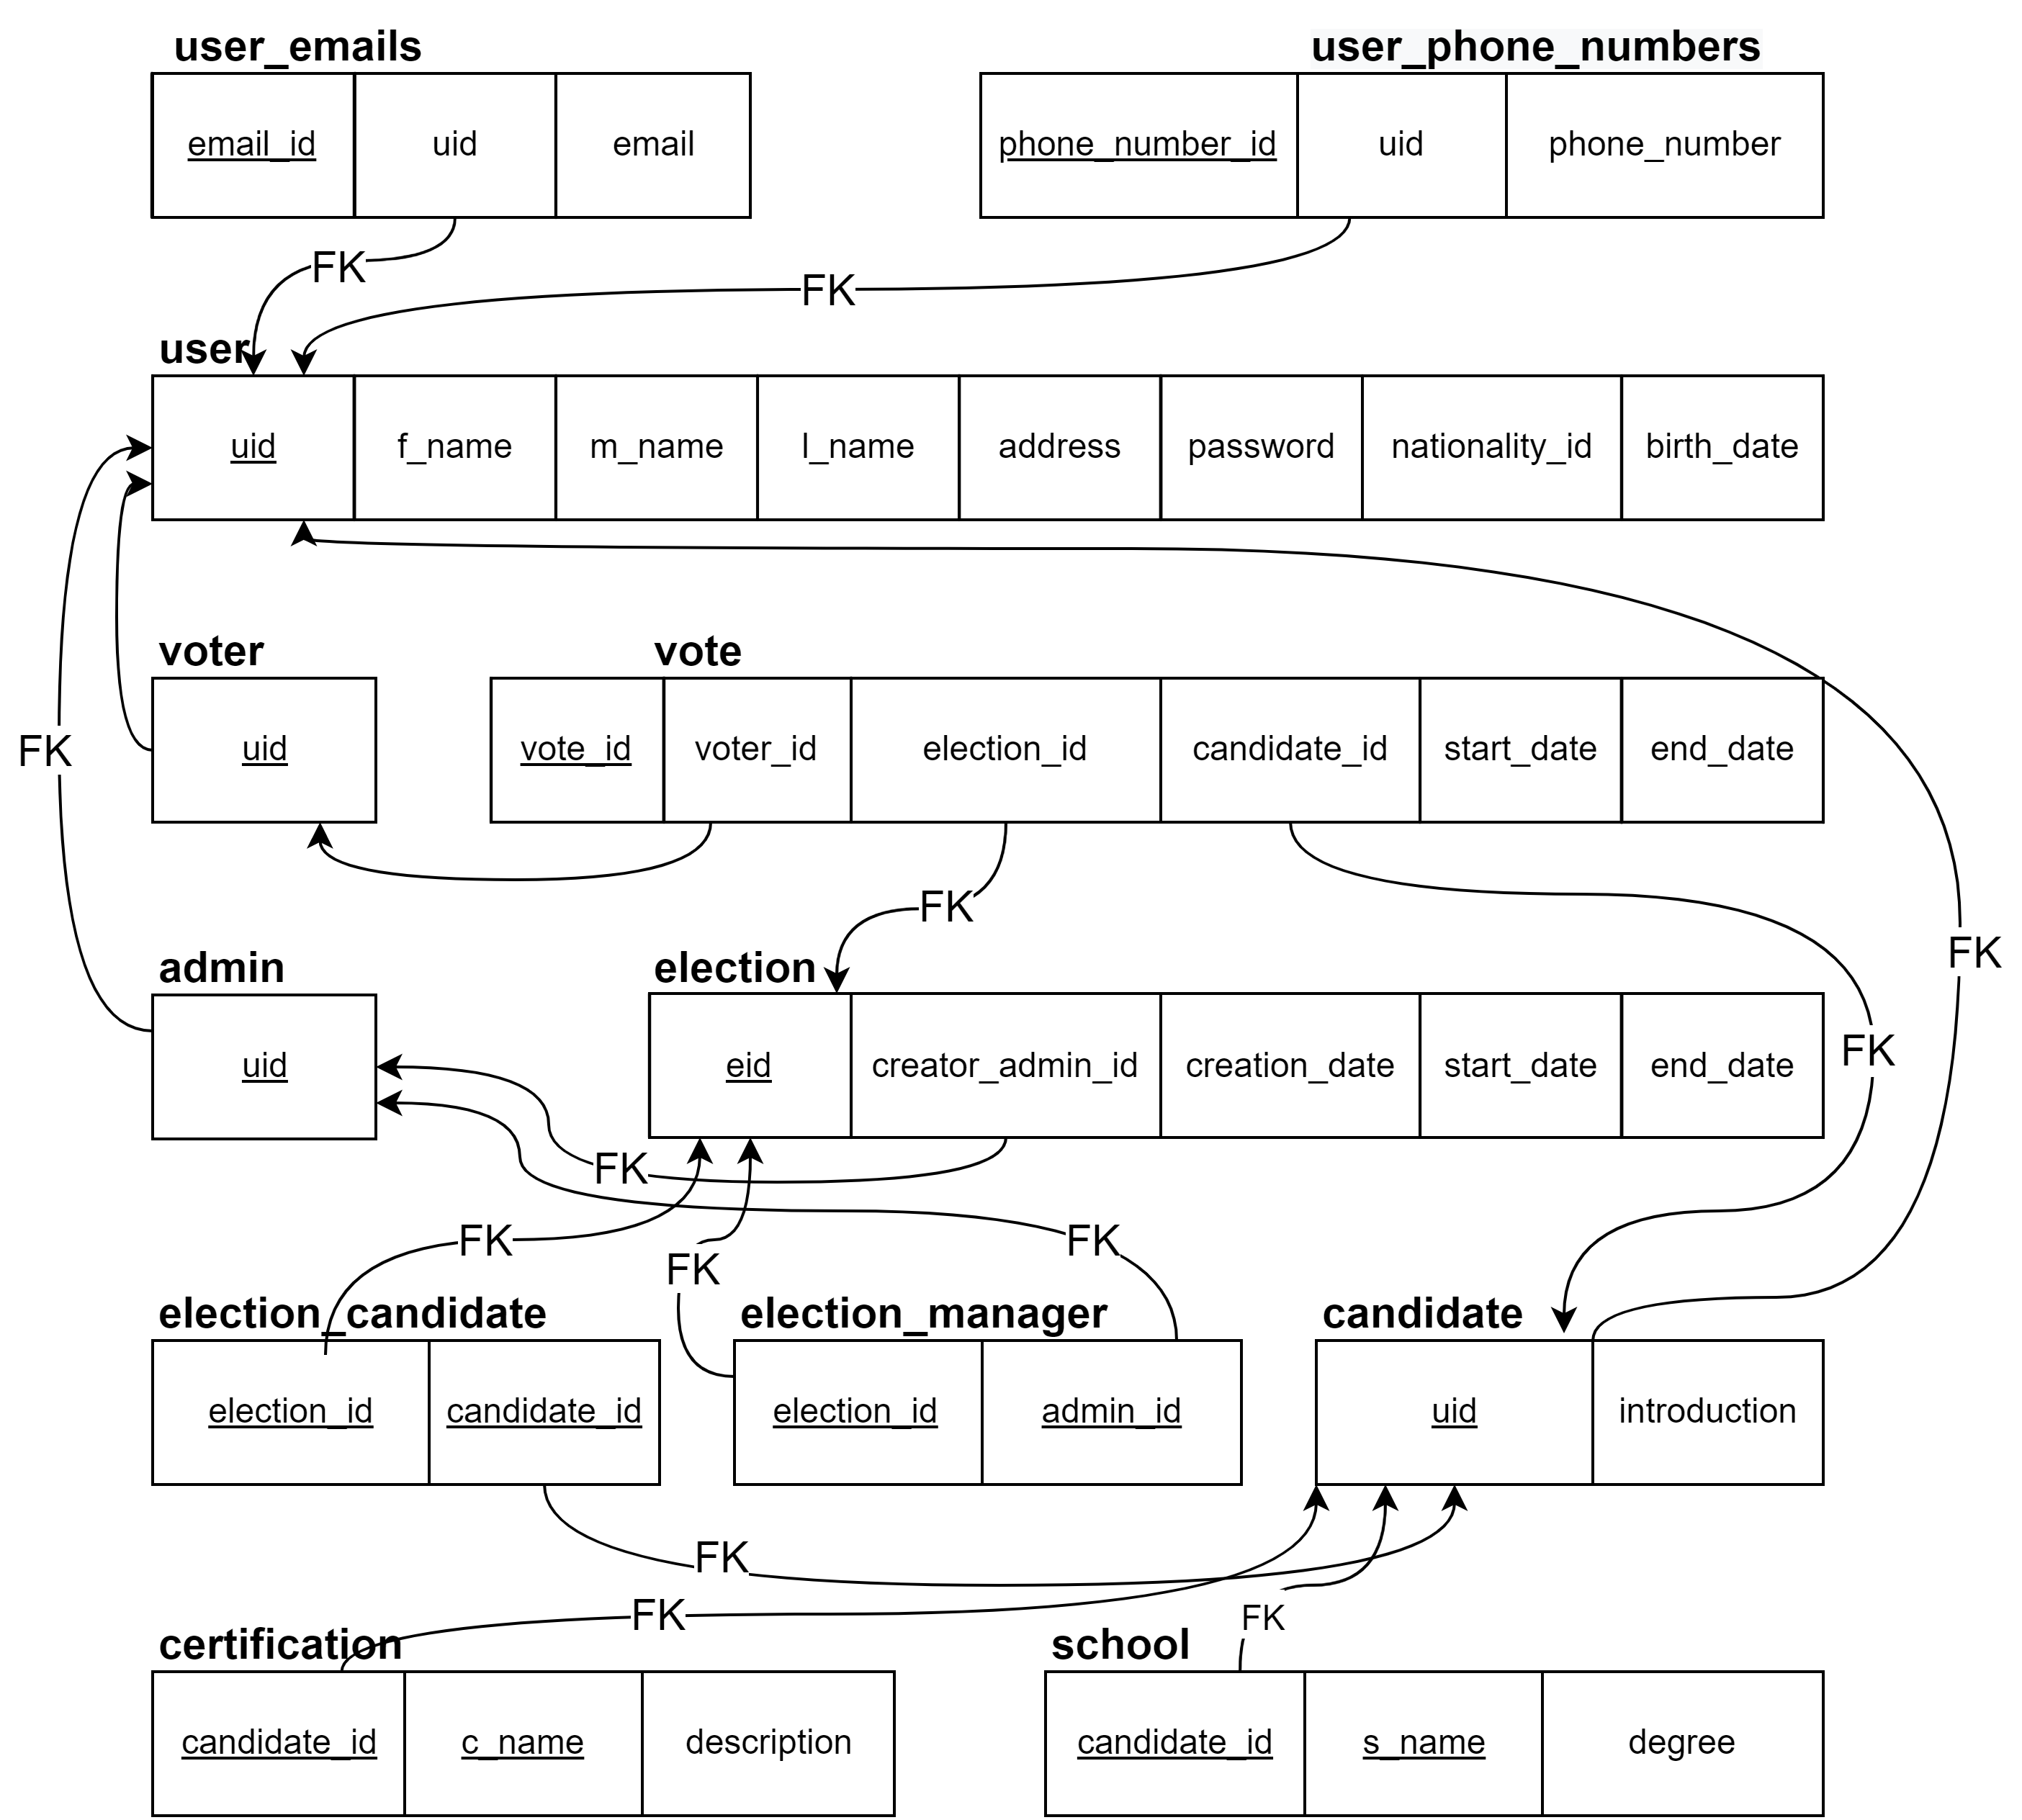 user_emails
user_phone_numbers
email_id uid email
phone_number_id uid phone_number
FK
FK
user
uid f_name m_name l_name address password nationality_id birth_date
voter
vote
FK
uid
vote_id voter_id election_id candidate_id start_date end_date
FK
FK
admin
election
uid
eid creator_admin_id creation_date start_date end_date
FK
FK
FK
FK
FK
election_candidate
election_manager
candidate
election_id candidate_id
election_id admin_id
uid introduction
FK
FK
FK
certification
school
candidate_id c_name description
candidate_id s_name degree